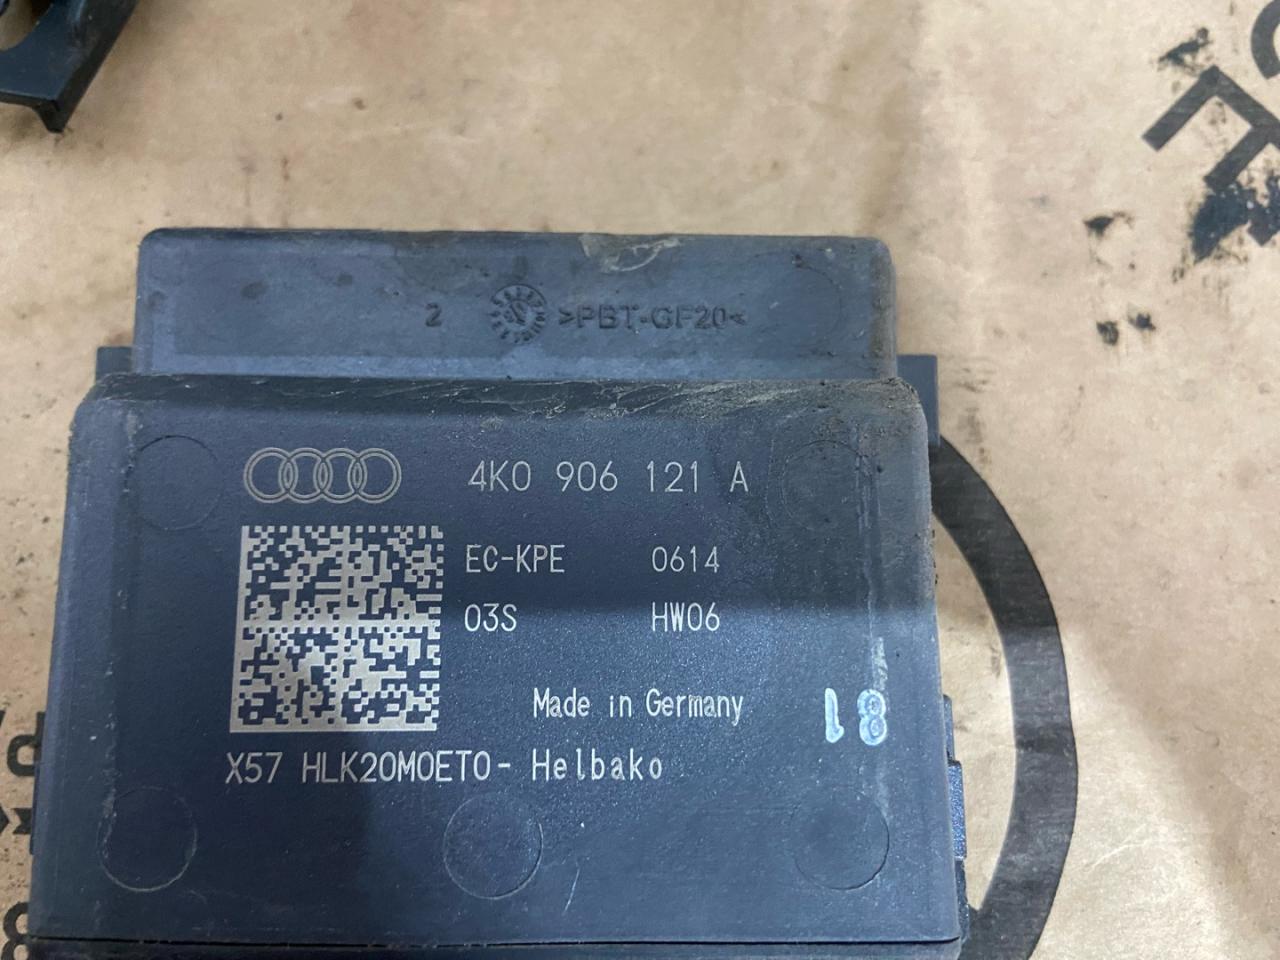 2 >PBT-GF20<
4K0 906 121 A
EC-KPE 0614
03S HW06
Made in Germany
18
X57 HLK20M0ET0- Helbako